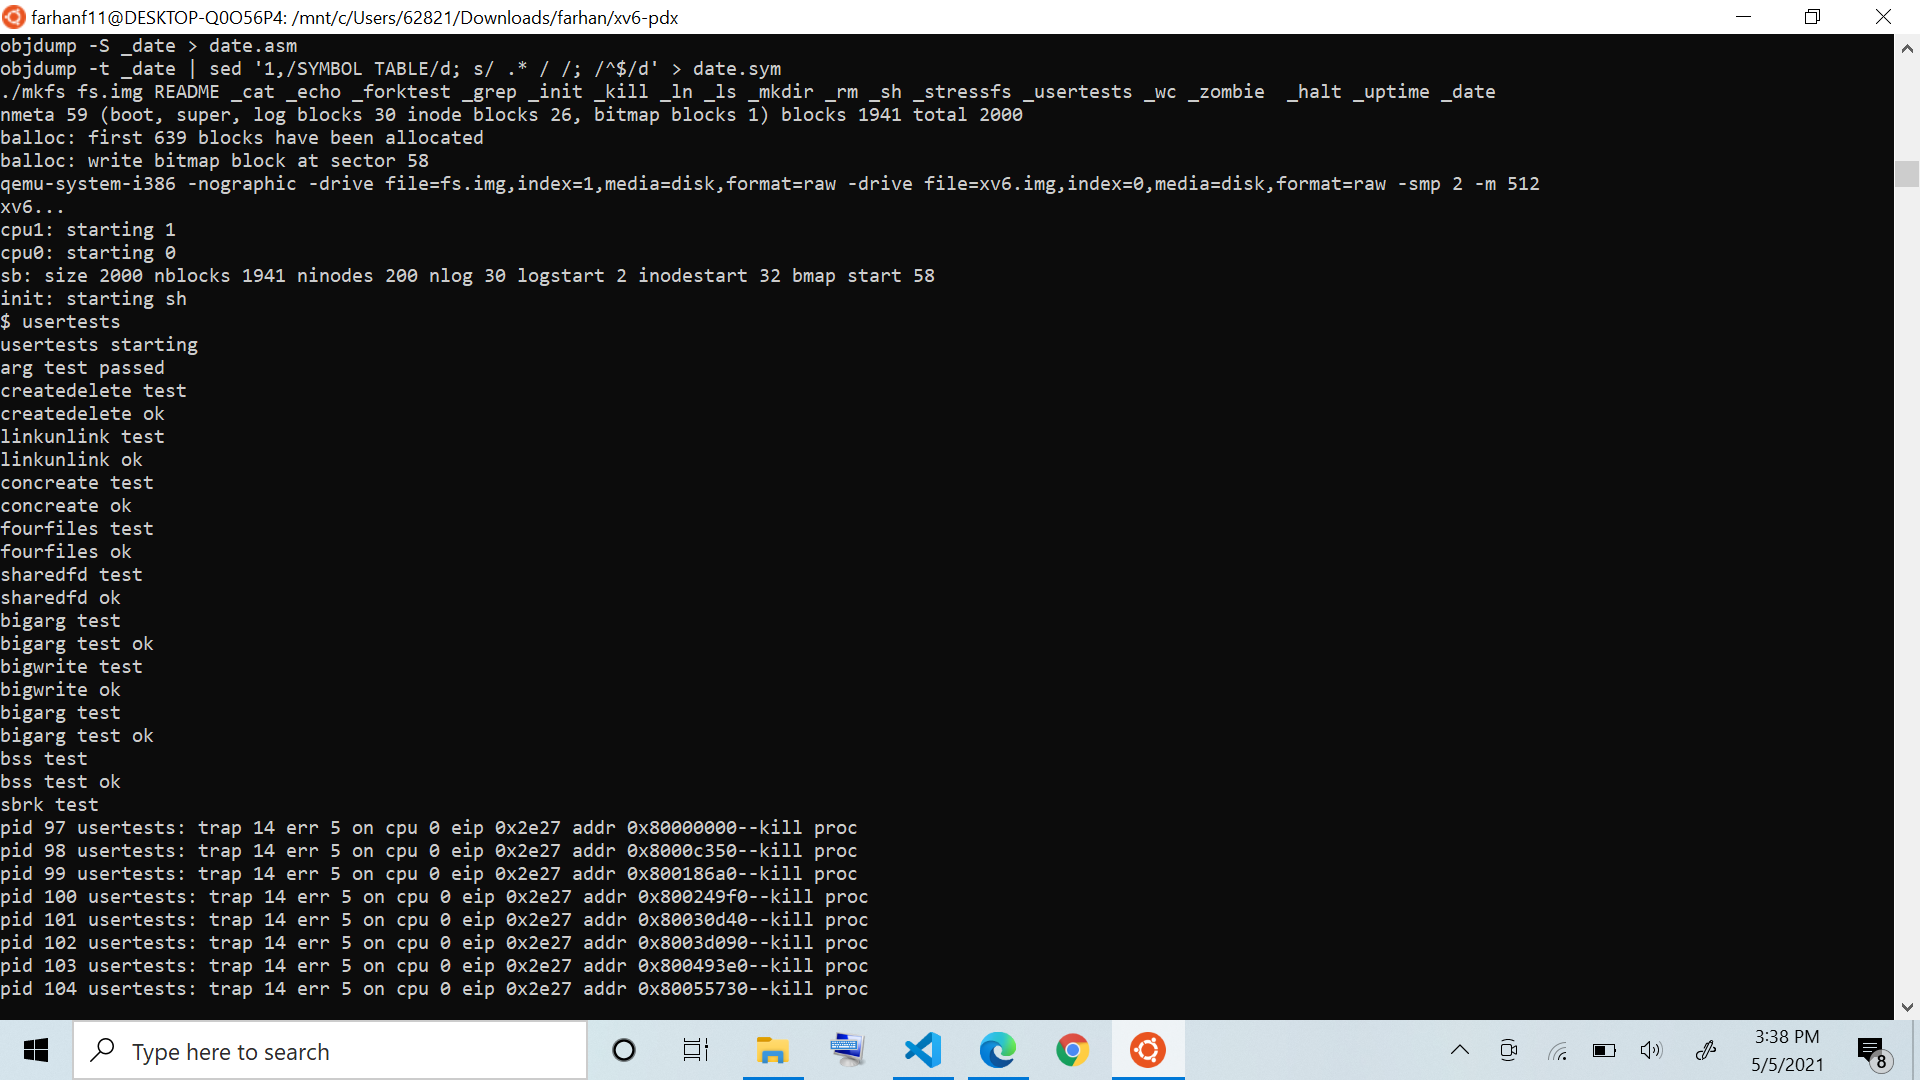 farhanf11@DESKTOP-Q0O56P4: /mnt/c/Users/62821/Downloads/farhan/xv6-pdx
objdump -S _date > date.asm
objdump -t _date | sed '1,/SYMBOL TABLE/d; s/ .* / /; /^$/d' > date.sym
./mkfs fs.img README _cat _echo _forktest _grep _init _kill _ln _ls _mkdir _rm _sh _stressfs _usertests _wc _zombie  _halt _uptime _date
nmeta 59 (boot, super, log blocks 30 inode blocks 26, bitmap blocks 1) blocks 1941 total 2000
balloc: first 639 blocks have been allocated
balloc: write bitmap block at sector 58
qemu-system-i386 -nographic -drive file=fs.img,index=1,media=disk,format=raw -drive file=xv6.img,index=0,media=disk,format=raw -smp 2 -m 512
xv6...
cpu1: starting 1
cpu0: starting 0
sb: size 2000 nblocks 1941 ninodes 200 nlog 30 logstart 2 inodestart 32 bmap start 58
init: starting sh
$ usertests
usertests starting
arg test passed
createdelete test
createdelete ok
linkunlink test
linkunlink ok
concreate test
concreate ok
fourfiles test
fourfiles ok
sharedfd test
sharedfd ok
bigarg test
bigarg test ok
bigwrite test
bigwrite ok
bigarg test
bigarg test ok
bss test
bss test ok
sbrk test
pid 97 usertests: trap 14 err 5 on cpu 0 eip 0x2e27 addr 0x80000000--kill proc
pid 98 usertests: trap 14 err 5 on cpu 0 eip 0x2e27 addr 0x8000c350--kill proc
pid 99 usertests: trap 14 err 5 on cpu 0 eip 0x2e27 addr 0x800186a0--kill proc
pid 100 usertests: trap 14 err 5 on cpu 0 eip 0x2e27 addr 0x800249f0--kill proc
pid 101 usertests: trap 14 err 5 on cpu 0 eip 0x2e27 addr 0x80030d40--kill proc
pid 102 usertests: trap 14 err 5 on cpu 0 eip 0x2e27 addr 0x8003d090--kill proc
pid 103 usertests: trap 14 err 5 on cpu 0 eip 0x2e27 addr 0x800493e0--kill proc
pid 104 usertests: trap 14 err 5 on cpu 0 eip 0x2e27 addr 0x80055730--kill proc
Type here to search
3:38 PM
5/5/2021
8